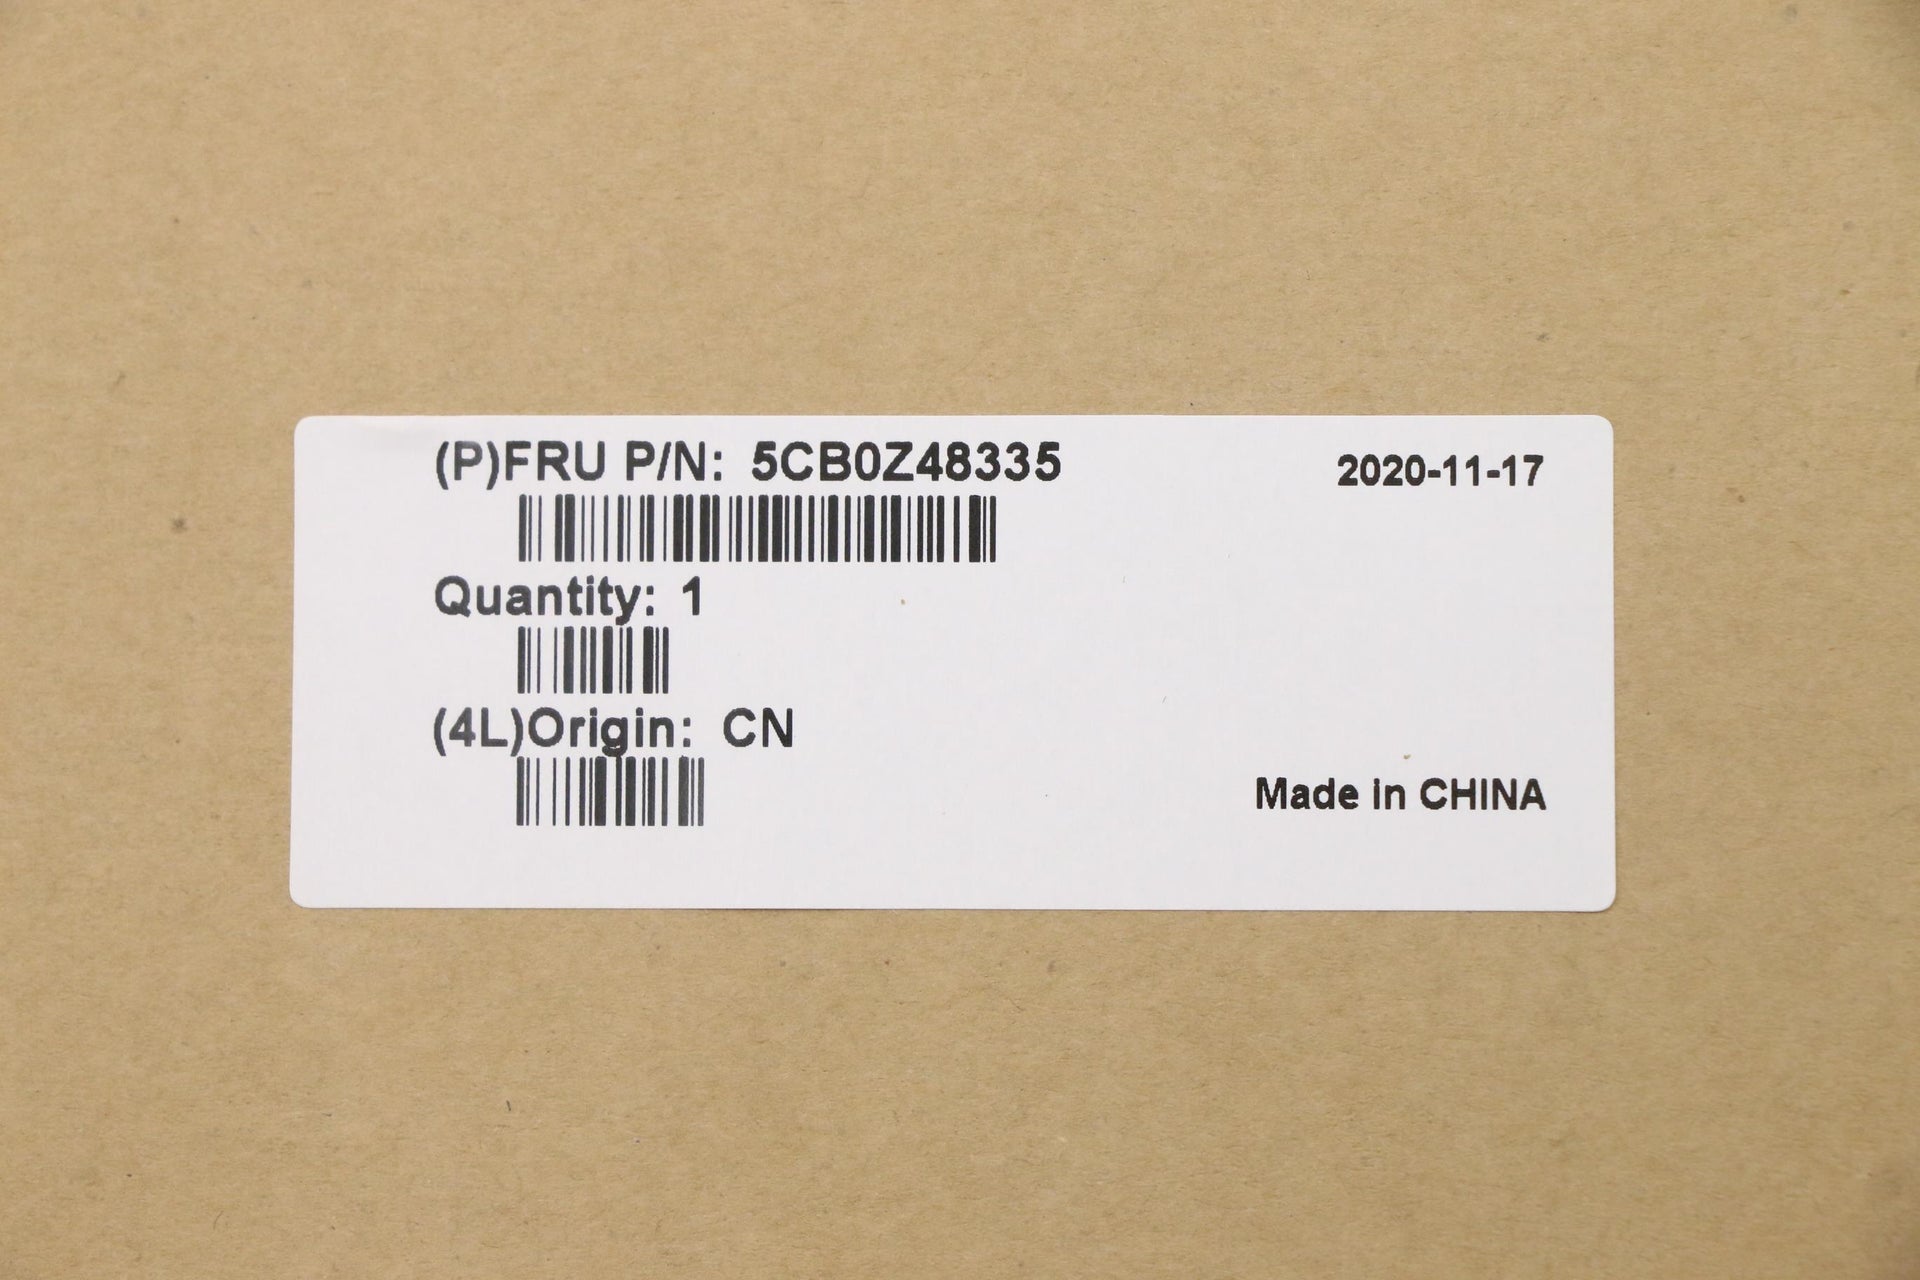 (P)FRU P/N: 5CB0Z48335
2020-11-17
Quantity: 1
(4L)Origin: CN
Made in CHINA